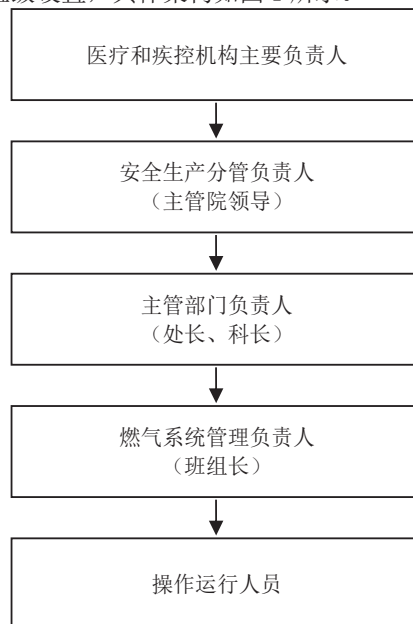 医疗和疾控机构主要负责人
安全生产分管负责人
（主管院领导）
主管部门负责人
（处长、科长）
燃气系统管理负责人
（班组长）
操作运行人员